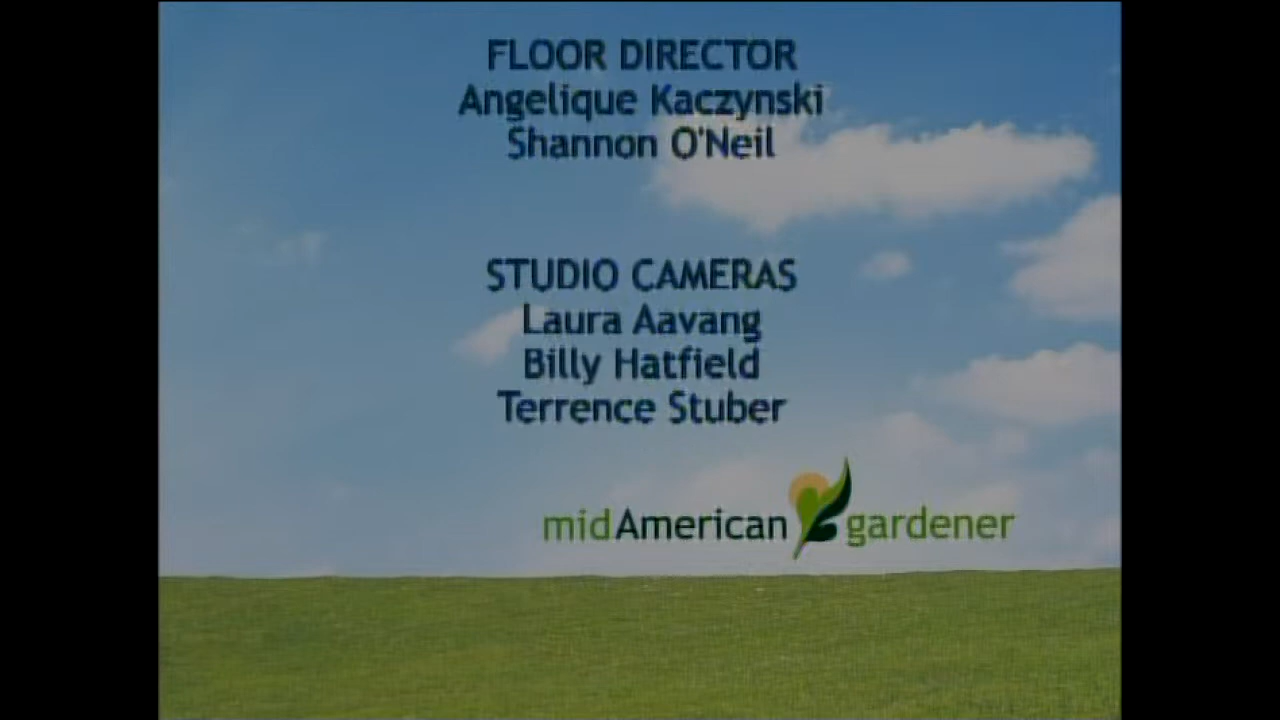 FLOOR DIRECTOR
Angelique Kaczynski
Shannon O'Neil
STUDIO CAMERAS
Laura Aavang
Billy Hatfield
Terrence Stuber
midAmerican gardener